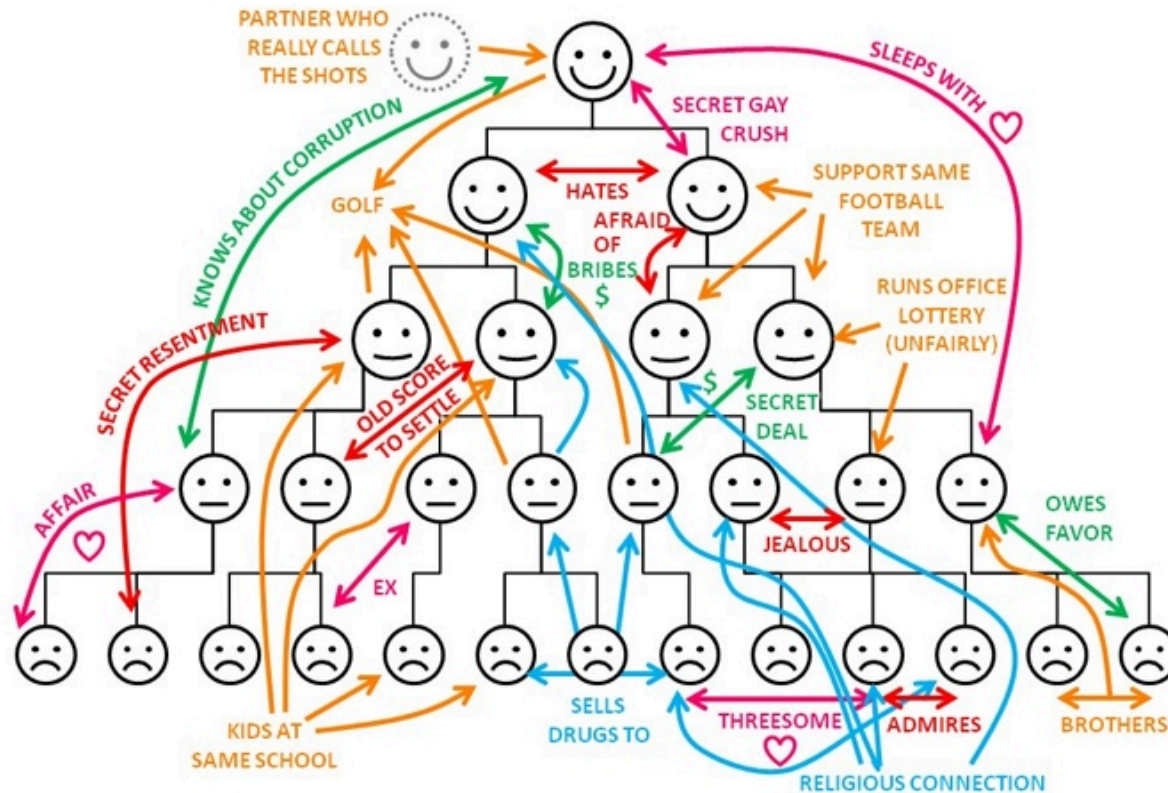 PARTNER WHO
REALLY CALLS
THE SHOTS
SLEEPS WITH
SECRET GAY
CRUSH
KNOWS ABOUT CORRUPTION
HATES
GOLF
SUPPORT SAME
FOOTBALL
TEAM
AFRAID
OF
BRIBES
$
RUNS OFFICE
LOTTERY
(UNFAIRLY)
SECRET RESENTMENT
OLD SCORE
TO SETTLE
$
SECRET
DEAL
AFFAIR
JEALOUS
OWES
FAVOR
EX
KIDS AT
SAME SCHOOL
SELLS
DRUGS TO
THREESOME
ADMIRES
BROTHERS
RELIGIOUS CONNECTION